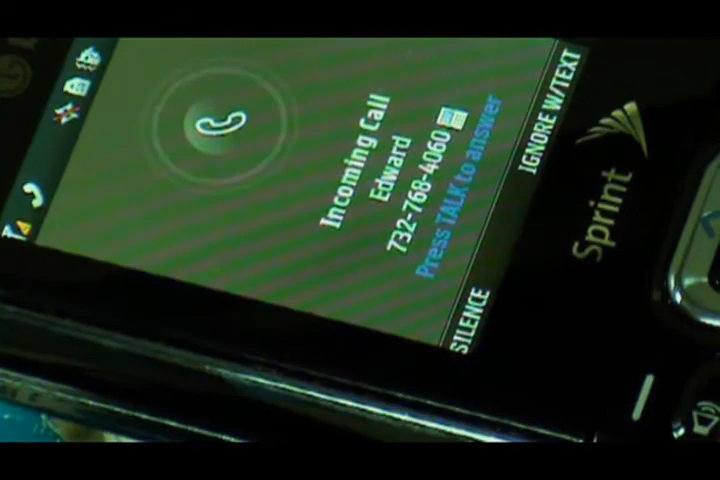 Incoming Call
Edward
732-768-4060
Press TALK to answer
SILENCE
IGNORE W/TEXT
Sprint